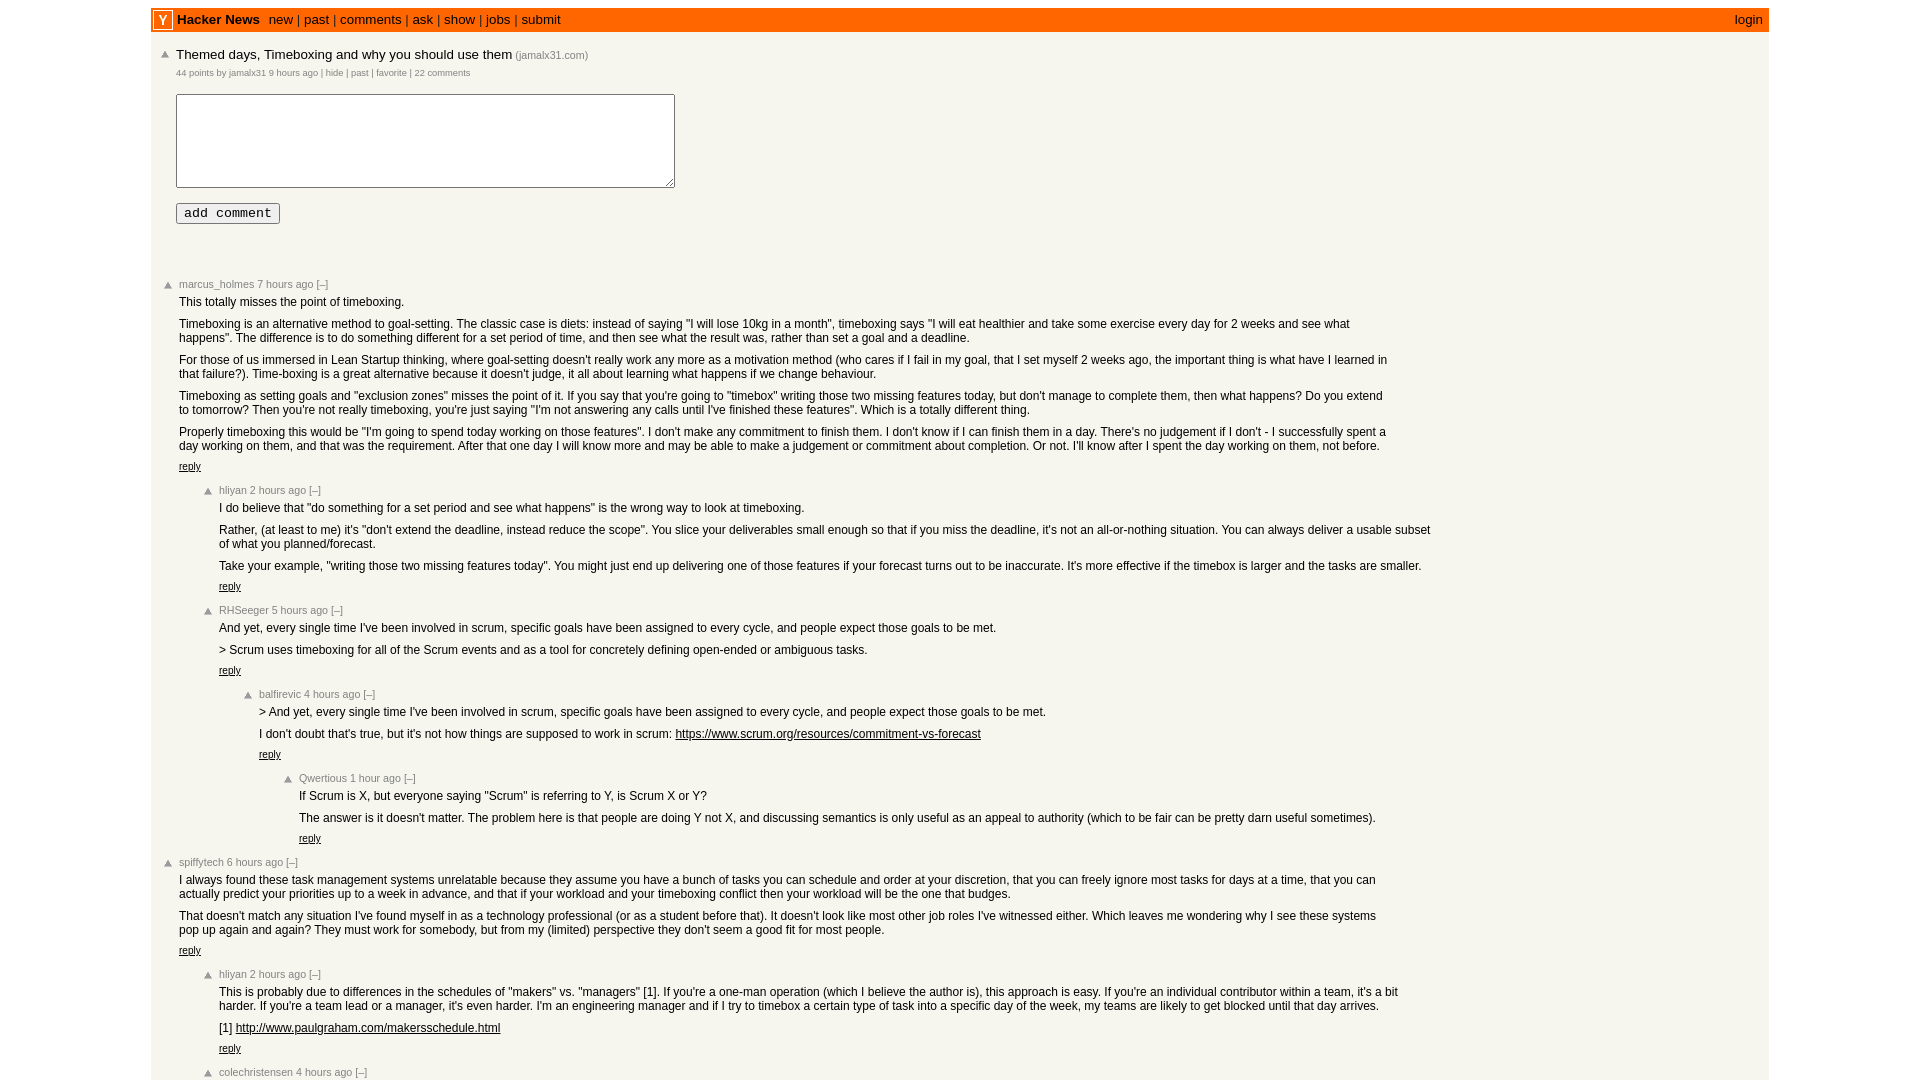 Y Hacker News new | past | comments | ask | show | jobs | submit login
Themed days, Timeboxing and why you should use them (jamalx31.com)
44 points by jamalx31 9 hours ago | hide | past | favorite | 22 comments
add comment
marcus_holmes 7 hours ago [–]
This totally misses the point of timeboxing.
Timeboxing is an alternative method to goal-setting. The classic case is diets: instead of saying "I will lose 10kg in a month", timeboxing says "I will eat healthier and take some exercise every day for 2 weeks and see what
happens". The difference is to do something different for a set period of time, and then see what the result was, rather than set a goal and a deadline.
For those of us immersed in Lean Startup thinking, where goal-setting doesn't really work any more as a motivation method (who cares if I fail in my goal, that I set myself 2 weeks ago, the important thing is what have I learned in
that failure?). Time-boxing is a great alternative because it doesn't judge, it all about learning what happens if we change behaviour.
Timeboxing as setting goals and "exclusion zones" misses the point of it. If you say that you're going to "timebox" writing those two missing features today, but don't manage to complete them, then what happens? Do you extend
to tomorrow? Then you're not really timeboxing, you're just saying "I'm not answering any calls until I've finished these features". Which is a totally different thing.
Properly timeboxing this would be "I'm going to spend today working on those features". I don't make any commitment to finish them. I don't know if I can finish them in a day. There's no judgement if I don't - I successfully spent a
day working on them, and that was the requirement. After that one day I will know more and may be able to make a judgement or commitment about completion. Or not. I'll know after I spent the day working on them, not before.
reply
hliyan 2 hours ago [–]
I do believe that "do something for a set period and see what happens" is the wrong way to look at timeboxing.
Rather, (at least to me) it's "don't extend the deadline, instead reduce the scope". You slice your deliverables small enough so that if you miss the deadline, it's not an all-or-nothing situation. You can always deliver a usable subset
of what you planned/forecast.
Take your example, "writing those two missing features today". You might just end up delivering one of those features if your forecast turns out to be inaccurate. It's more effective if the timebox is larger and the tasks are smaller.
reply
RHSeeger 5 hours ago [–]
And yet, every single time I've been involved in scrum, specific goals have been assigned to every cycle, and people expect those goals to be met.
> Scrum uses timeboxing for all of the Scrum events and as a tool for concretely defining open-ended or ambiguous tasks.
reply
balfirevic 4 hours ago [–]
> And yet, every single time I've been involved in scrum, specific goals have been assigned to every cycle, and people expect those goals to be met.
I don't doubt that's true, but it's not how things are supposed to work in scrum: https://www.scrum.org/resources/commitment-vs-forecast
reply
Qwertious 1 hour ago [–]
If Scrum is X, but everyone saying "Scrum" is referring to Y, is Scrum X or Y?
The answer is it doesn't matter. The problem here is that people are doing Y not X, and discussing semantics is only useful as an appeal to authority (which to be fair can be pretty darn useful sometimes).
reply
spiffytech 6 hours ago [–]
I always found these task management systems unrelatable because they assume you have a bunch of tasks you can schedule and order at your discretion, that you can freely ignore most tasks for days at a time, that you can
actually predict your priorities up to a week in advance, and that if your workload and your timeboxing conflict then your workload will be the one that budges.
That doesn't match any situation I've found myself in as a technology professional (or as a student before that). It doesn't look like most other job roles I've witnessed either. Which leaves me wondering why I see these systems
pop up again and again? They must work for somebody, but from my (limited) perspective they don't seem a good fit for most people.
reply
hliyan 2 hours ago [–]
This is probably due to differences in the schedules of "makers" vs. "managers" [1]. If you're a one-man operation (which I believe the author is), this approach is easy. If you're an individual contributor within a team, it's a bit
harder. If you're a team lead or a manager, it's even harder. I'm an engineering manager and if I try to timebox a certain type of task into a specific day of the week, my teams are likely to get blocked until that day arrives.
[1] http://www.paulgraham.com/makersschedule.html
reply
colechristensen 4 hours ago [–]